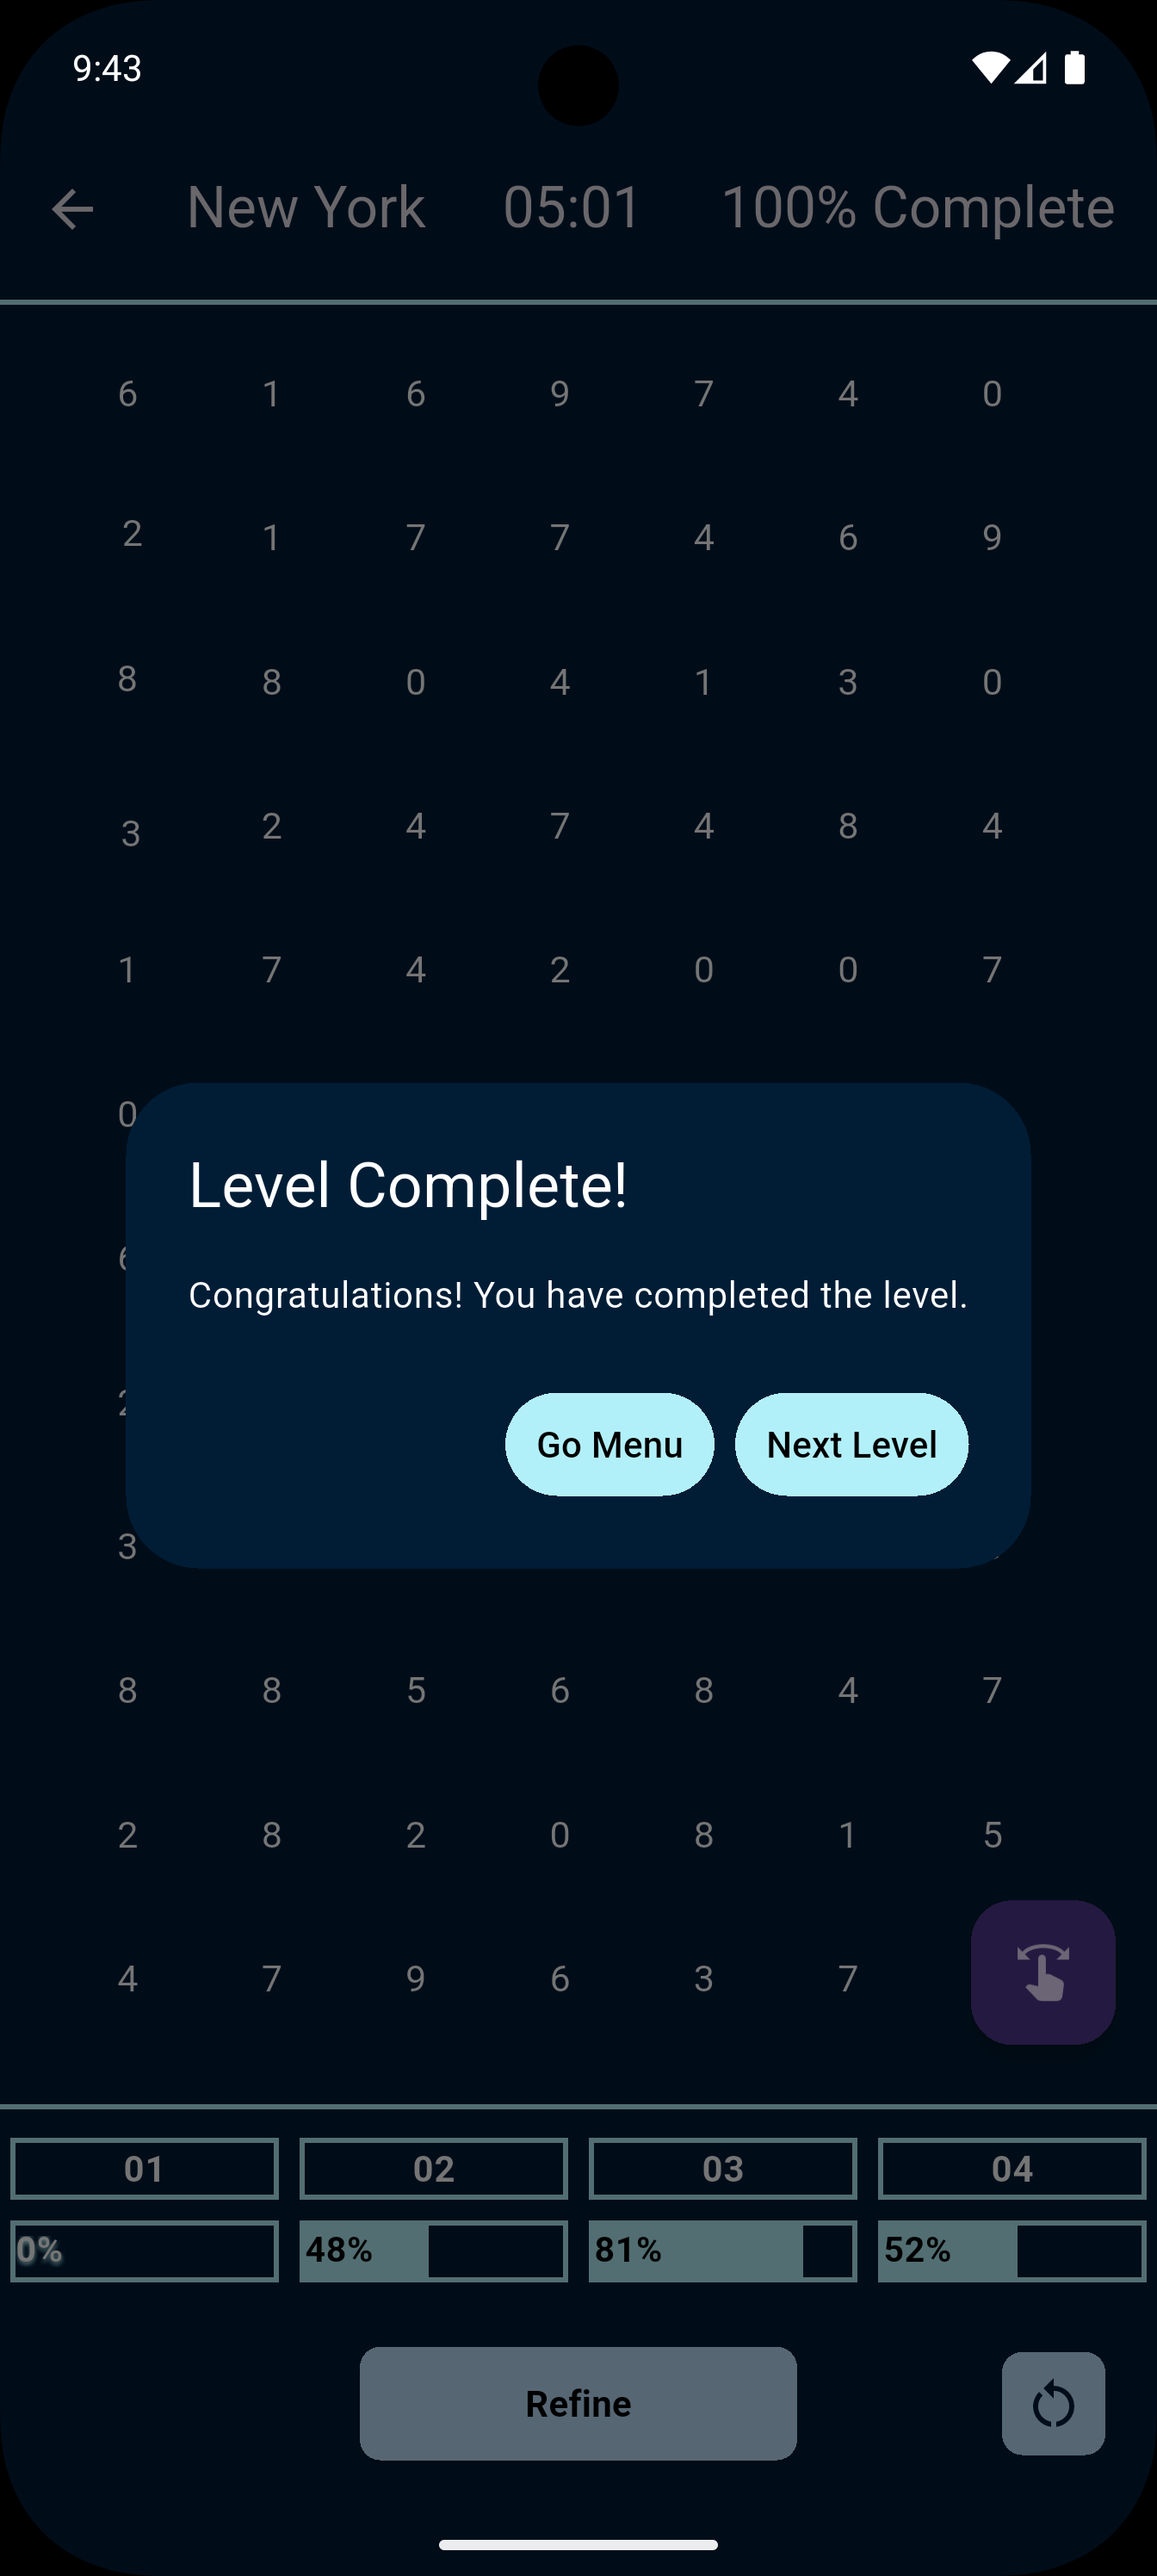 9:43
New York 05:01 100% Complete
6 1 6 9 7 4 0
2 1 7 7 4 6 9
8 8 0 4 1 3 0
3 2 4 7 4 8 4
1 7 4 2 0 0 7
0
Level Complete!
Congratulations! You have completed the level.
Go Menu Next Level
3
8 8 5 6 8 4 7
2 8 2 0 8 1 5
4 7 9 6 3 7
01 02 03 04
0% 48% 81% 52%
Refine